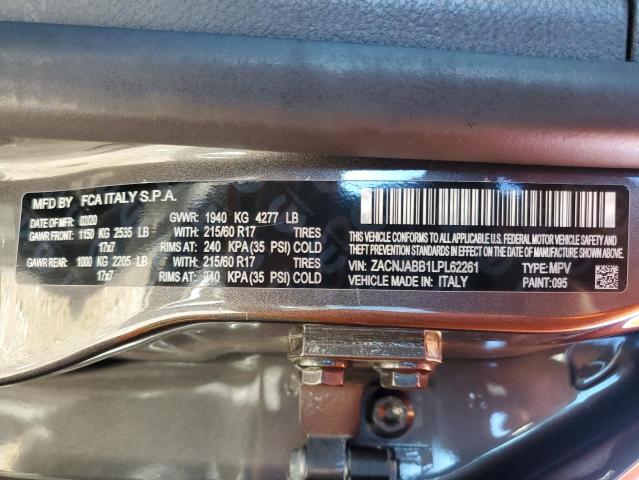 MFD BY FCA ITALY S.P.A.
DATE OF MFR: 02/20 GVWR: 1940 KG 4277 LB
GAWR FRONT: 1150 KG 2535 LB WITH: 215/60 R17 TIRES
17x7 RIMS AT: 240 KPA(35 PSI) COLD
GAWR REAR: 1000 KG 2205 LB WITH: 215/60 R17 TIRES
17x7 RIMS AT: 240 KPA(35 PSI) COLD
THIS VEHICLE CONFORMS TO ALL APPLICABLE U.S. FEDERAL MOTOR VEHICLE SAFETY, BUMPER,
AND THEFT PREVENTION STANDARDS IN EFFECT ON THE DATE OF MANUFACTURE SHOWN ABOVE.
VIN: ZACNJABB1LPL62261 TYPE: MPV
VEHICLE MADE IN: ITALY PAINT: 095